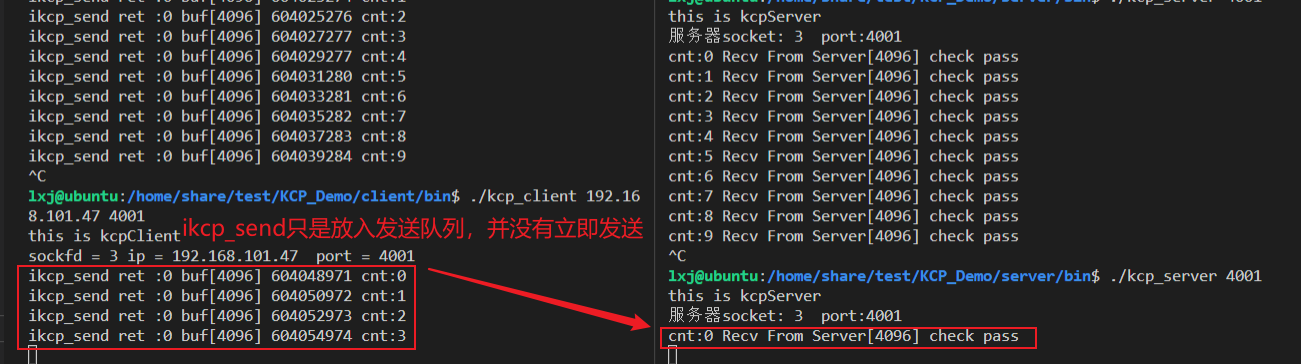 ikcp_send ret :0 buf[4096] 604025276 cnt:2
ikcp_send ret :0 buf[4096] 604027277 cnt:3
ikcp_send ret :0 buf[4096] 604029277 cnt:4
ikcp_send ret :0 buf[4096] 604031280 cnt:5
ikcp_send ret :0 buf[4096] 604033281 cnt:6
ikcp_send ret :0 buf[4096] 604035282 cnt:7
ikcp_send ret :0 buf[4096] 604037283 cnt:8
ikcp_send ret :0 buf[4096] 604039284 cnt:9
^C
lxj@ubuntu:/home/share/test/KCP_Demo/client/bin$ ./kcp_client 192.16
8.101.47 4001
this is kcpClient
ikcp_send只是放入发送队列，并没有立即发送
sockfd = 3 ip = 192.168.101.47  port = 4001
ikcp_send ret :0 buf[4096] 604048971 cnt:0
ikcp_send ret :0 buf[4096] 604050972 cnt:1
ikcp_send ret :0 buf[4096] 604052973 cnt:2
ikcp_send ret :0 buf[4096] 604054974 cnt:3
this is kcpServer
服务器socket: 3  port:4001
cnt:0 Recv From Server[4096] check pass
cnt:1 Recv From Server[4096] check pass
cnt:2 Recv From Server[4096] check pass
cnt:3 Recv From Server[4096] check pass
cnt:4 Recv From Server[4096] check pass
cnt:5 Recv From Server[4096] check pass
cnt:6 Recv From Server[4096] check pass
cnt:7 Recv From Server[4096] check pass
cnt:8 Recv From Server[4096] check pass
cnt:9 Recv From Server[4096] check pass
^C
lxj@ubuntu:/home/share/test/KCP_Demo/server/bin$ ./kcp_server 4001
this is kcpServer
服务器socket: 3  port:4001
cnt:0 Recv From Server[4096] check pass